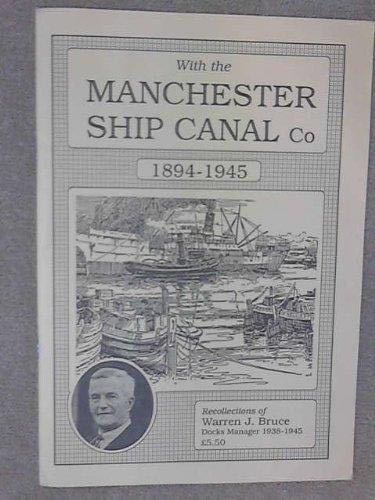 With the
MANCHESTER
SHIP CANAL Co
1894-1945
Recollections of
Warren J. Bruce
Docks Manager 1938-1945
£5.50